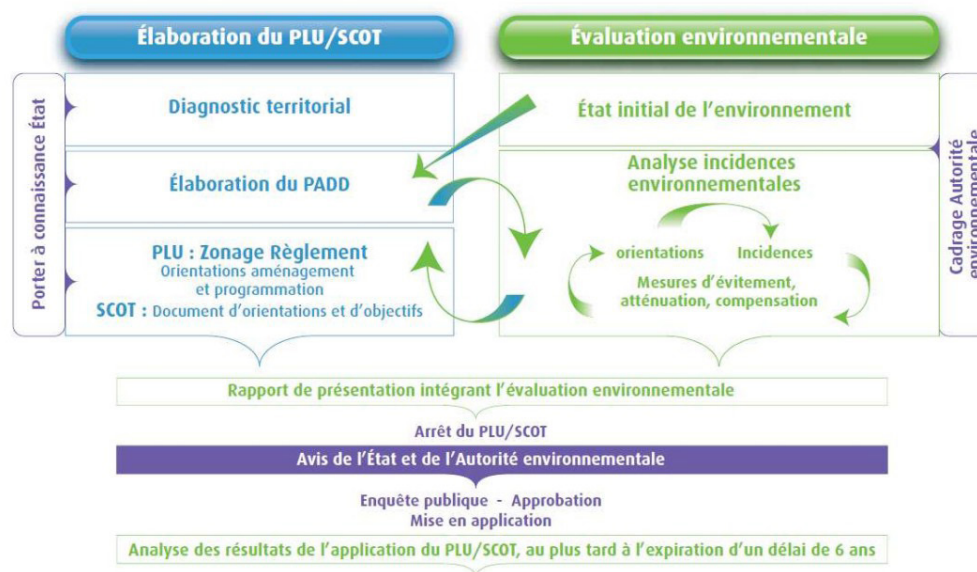 Élaboration du PLU/SCOT
Évaluation environnementale
Porter à connaissance État
Diagnostic territorial
État initial de l'environnement
Élaboration du PADD
Analyse incidences
environnementales
PLU : Zonage Règlement
Orientations aménagement
et programmation
SCOT : Document d'orientations et d'objectifs
orientations
Incidences
Mesures d'évitement,
atténuation, compensation
Cadrage Autorité
environnementale
Rapport de présentation intégrant l'évaluation environnementale
Arrêt du PLU/SCOT
Avis de l'État et de l'Autorité environnementale
Enquête publique - Approbation
Mise en application
Analyse des résultats de l'application du PLU/SCOT, au plus tard à l'expiration d'un délai de 6 ans